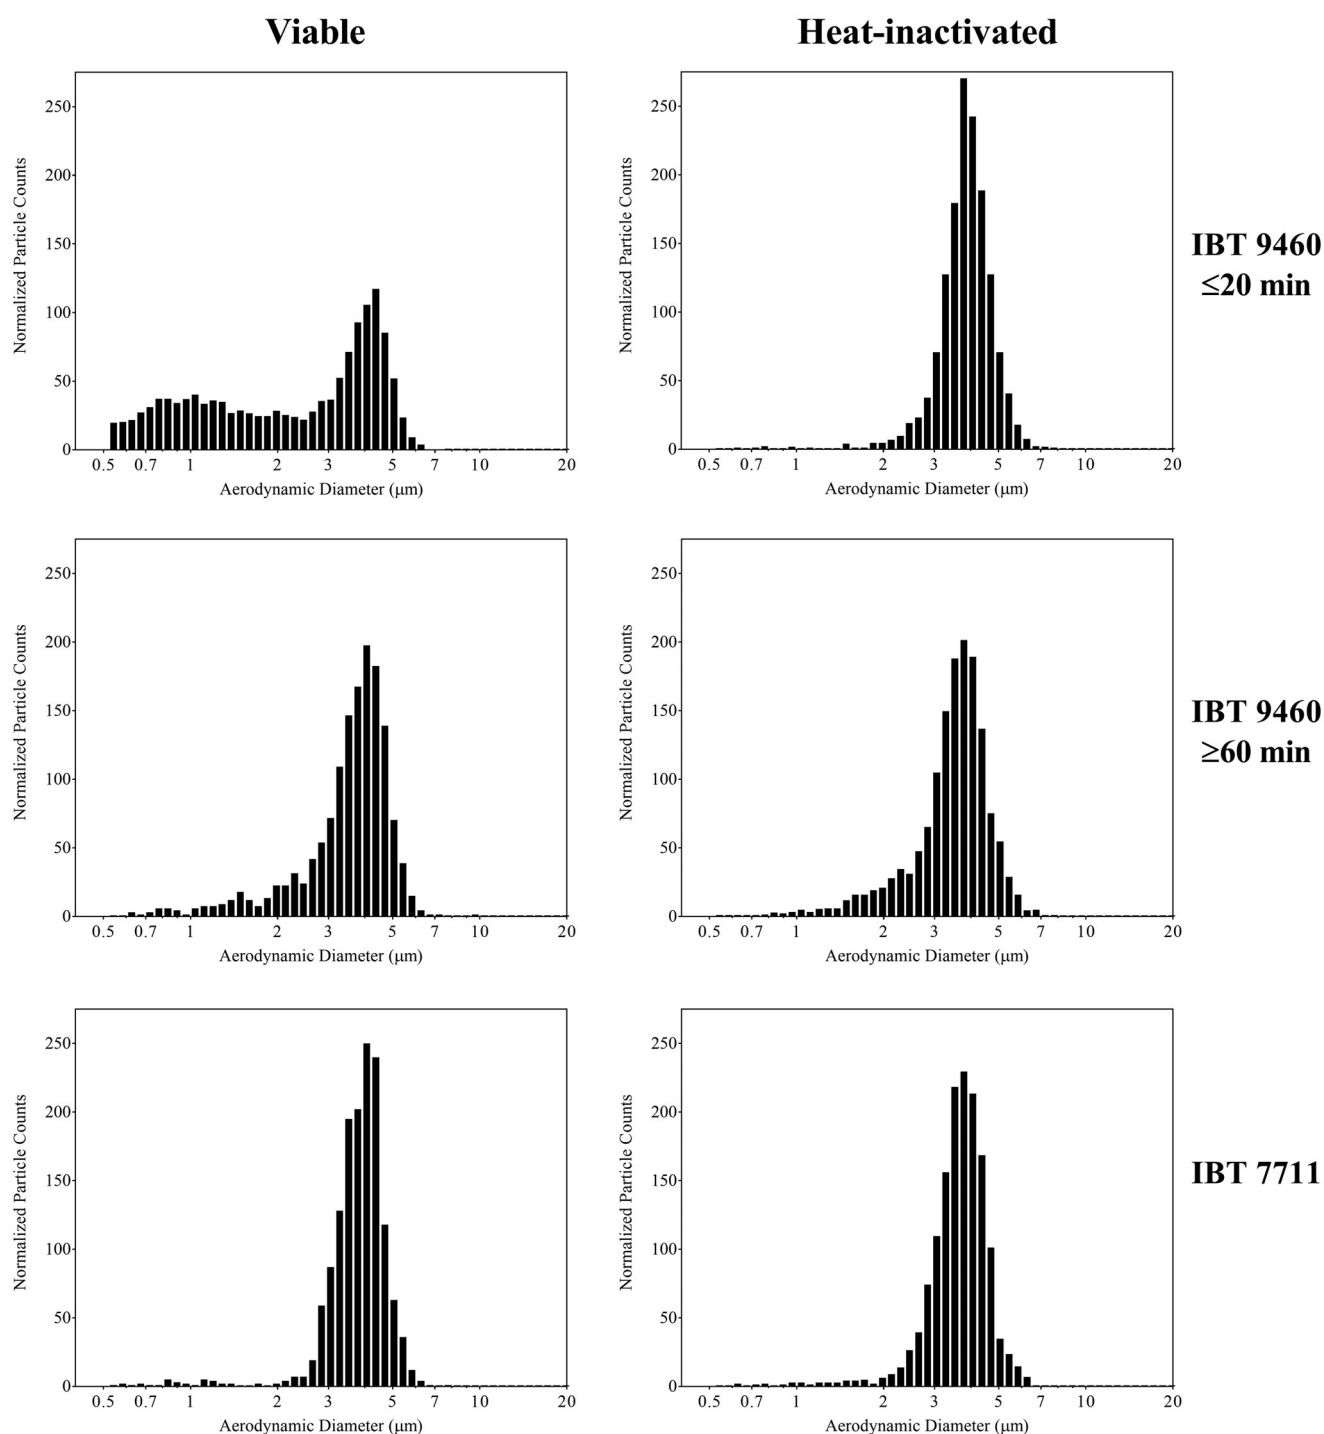 Viable
Heat-inactivated
Normalized Particle Counts
250
200
150
100
50
0
0.5 0.7 1 2 3 5 7 10 20
Aerodynamic Diameter (μm)
Normalized Particle Counts
250
200
150
100
50
0
0.5 0.7 1 2 3 5 7 10 20
Aerodynamic Diameter (μm)
IBT 9460
≤20 min
Normalized Particle Counts
250
200
150
100
50
0
0.5 0.7 1 2 3 5 7 10 20
Aerodynamic Diameter (μm)
Normalized Particle Counts
250
200
150
100
50
0
0.5 0.7 1 2 3 5 7 10 20
Aerodynamic Diameter (μm)
IBT 9460
≥60 min
Normalized Particle Counts
250
200
150
100
50
0
0.5 0.7 1 2 3 5 7 10 20
Aerodynamic Diameter (μm)
Normalized Particle Counts
250
200
150
100
50
0
0.5 0.7 1 2 3 5 7 10 20
Aerodynamic Diameter (μm)
IBT 7711